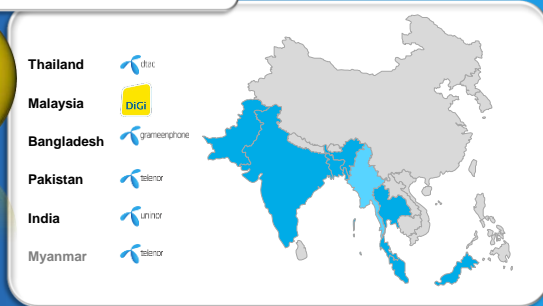 Thailand dtac
Malaysia DiGi
Bangladesh grameenphone
Pakistan telenor
India uninor
Myanmar telenor